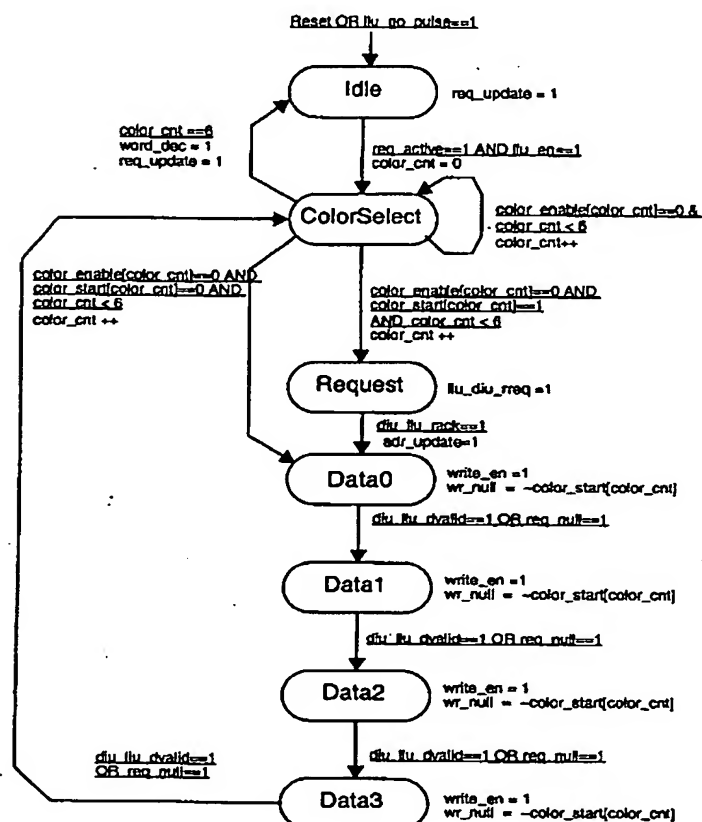 Reset OR llu_go_pulse==1
Idle
req_update = 1
color_cnt ==6
word_dec = 1
req_update = 1
req_active==1 AND llu_en==1
color_cnt = 0
ColorSelect
color_enable[color_cnt]==0 &
color_cnt < 6
color_cnt++
color_enable[color_cnt]==0 AND
color_start[color_cnt]==0 AND
color_cnt < 6
color_cnt ++
color_enable[color_cnt]==0 AND
color_start[color_cnt]==1
AND color_cnt < 6
color_cnt ++
Request
llu_diu_rreq =1
diu_llu_rack==1
adr_update=1
Data0
write_en =1
wr_null = ~color_start[color_cnt]
diu_llu_dvalid==1 OR req_null==1
Data1
write_en =1
wr_null = ~color_start[color_cnt]
diu_llu_dvalid==1 OR req_null==1
Data2
write_en = 1
wr_null = ~color_start[color_cnt]
diu_llu_dvalid==1
OR req_null==1
diu_llu_dvalid==1 OR req_null==1
Data3
write_en = 1
wr_null = ~color_start[color_cnt]